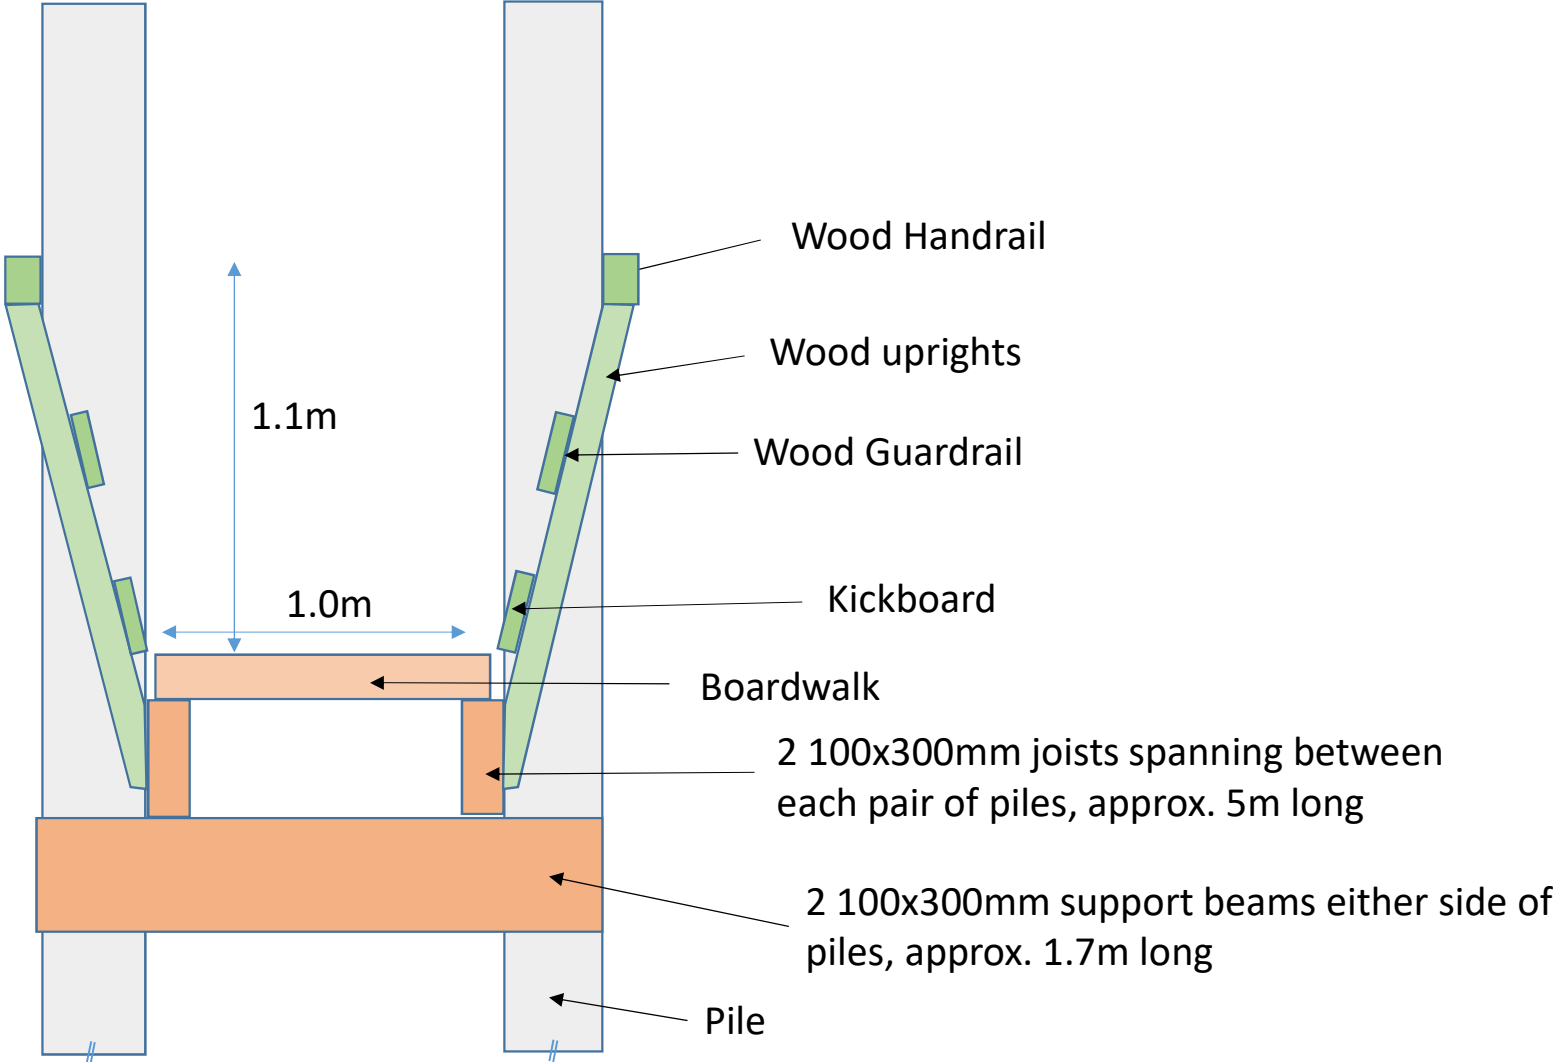 Wood Handrail
Wood uprights
1.1m
Wood Guardrail
1.0m
Kickboard
Boardwalk
2 100x300mm joists spanning between
each pair of piles, approx. 5m long
2 100x300mm support beams either side of
piles, approx. 1.7m long
Pile